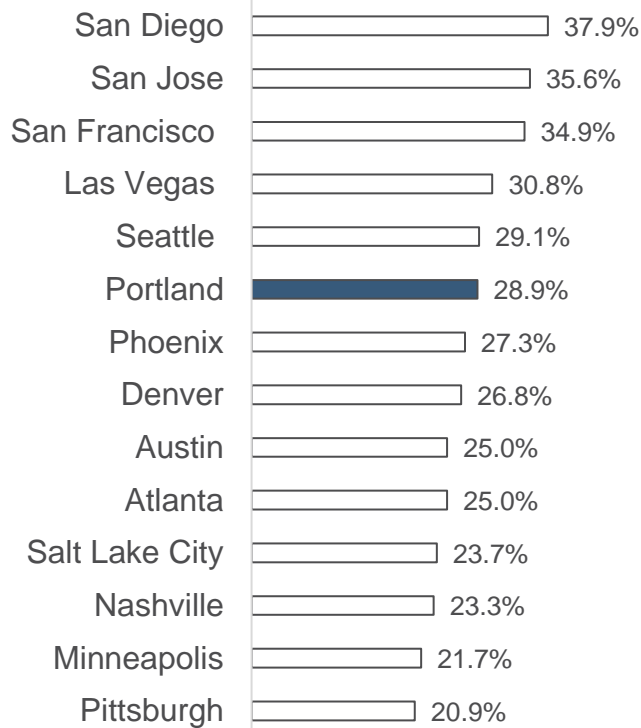 San Diego 37.9%
San Jose 35.6%
San Francisco 34.9%
Las Vegas 30.8%
Seattle 29.1%
Portland 28.9%
Phoenix 27.3%
Denver 26.8%
Austin 25.0%
Atlanta 25.0%
Salt Lake City 23.7%
Nashville 23.3%
Minneapolis 21.7%
Pittsburgh 20.9%